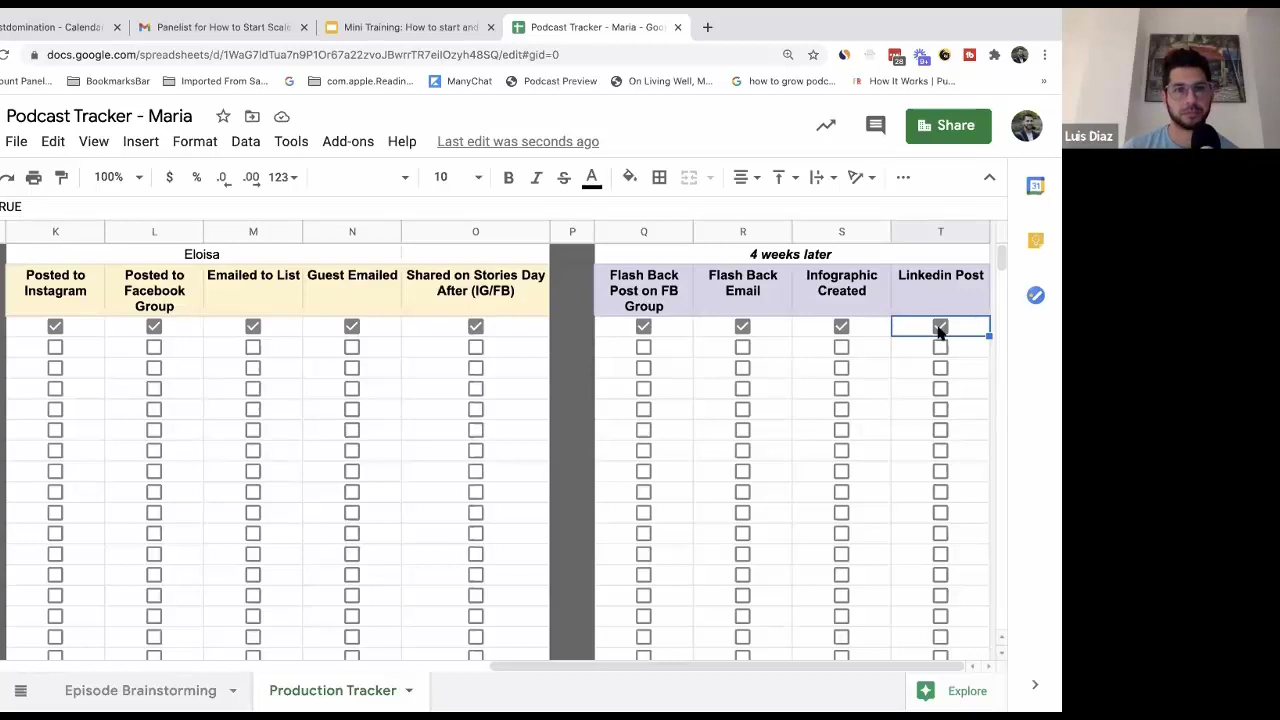 stdomination - Calenda
Panelist for How to Start Scale
Mini Training: How to start and
Podcast Tracker - Maria - Goo
docs.google.com/spreadsheets/d/1WaG7IdTua7n9P1Or67a22zvoJBwrrTR7eiIOzyh48SQ/edit#gid=0
28
9+
ount Panel...
BookmarksBar
Imported From Sa...
com.apple.Readin...
ManyChat
Podcast Preview
On Living Well, M...
how to grow podc...
How It Works | Pu...
»
Podcast Tracker - Maria
Share
Luis Diaz
File Edit View Insert Format Data Tools Add-ons Help Last edit was seconds ago
100% $ % .0 .00 123 10 B I S A
RUE
K L M N O P Q R S T
Eloisa
4 weeks later
Posted to Instagram
Posted to Facebook Group
Emailed to List
Guest Emailed
Shared on Stories Day After (IG/FB)
Flash Back Post on FB Group
Flash Back Email
Infographic Created
Linkedin Post
Episode Brainstorming
Production Tracker
Explore